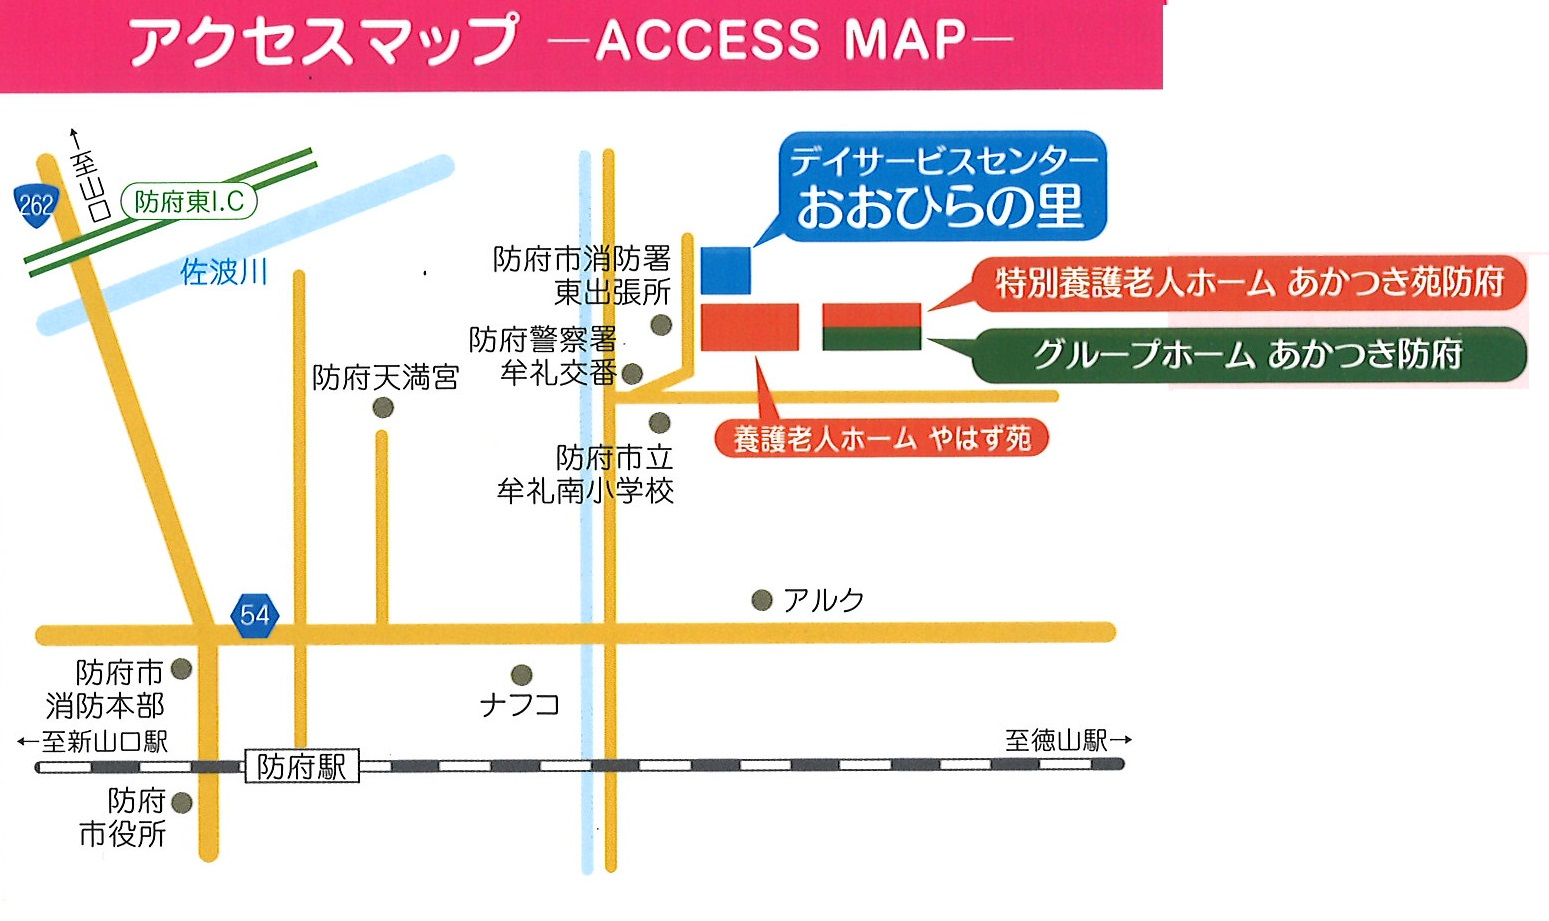 アクセスマップ —ACCESS MAP—
↑至山口
262
防府東I.C
佐波川
デイサービスセンター
おおひらの里
防府市消防署
東出張所
特別養護老人ホーム あかつき苑防府
防府警察署
牟礼交番
グループホーム あかつき防府
防府天満宮
養護老人ホーム やはず苑
防府市立
牟礼南小学校
54
アルク
防府市
消防本部
ナフコ
←至新山口駅
至徳山駅→
防府駅
防府
市役所